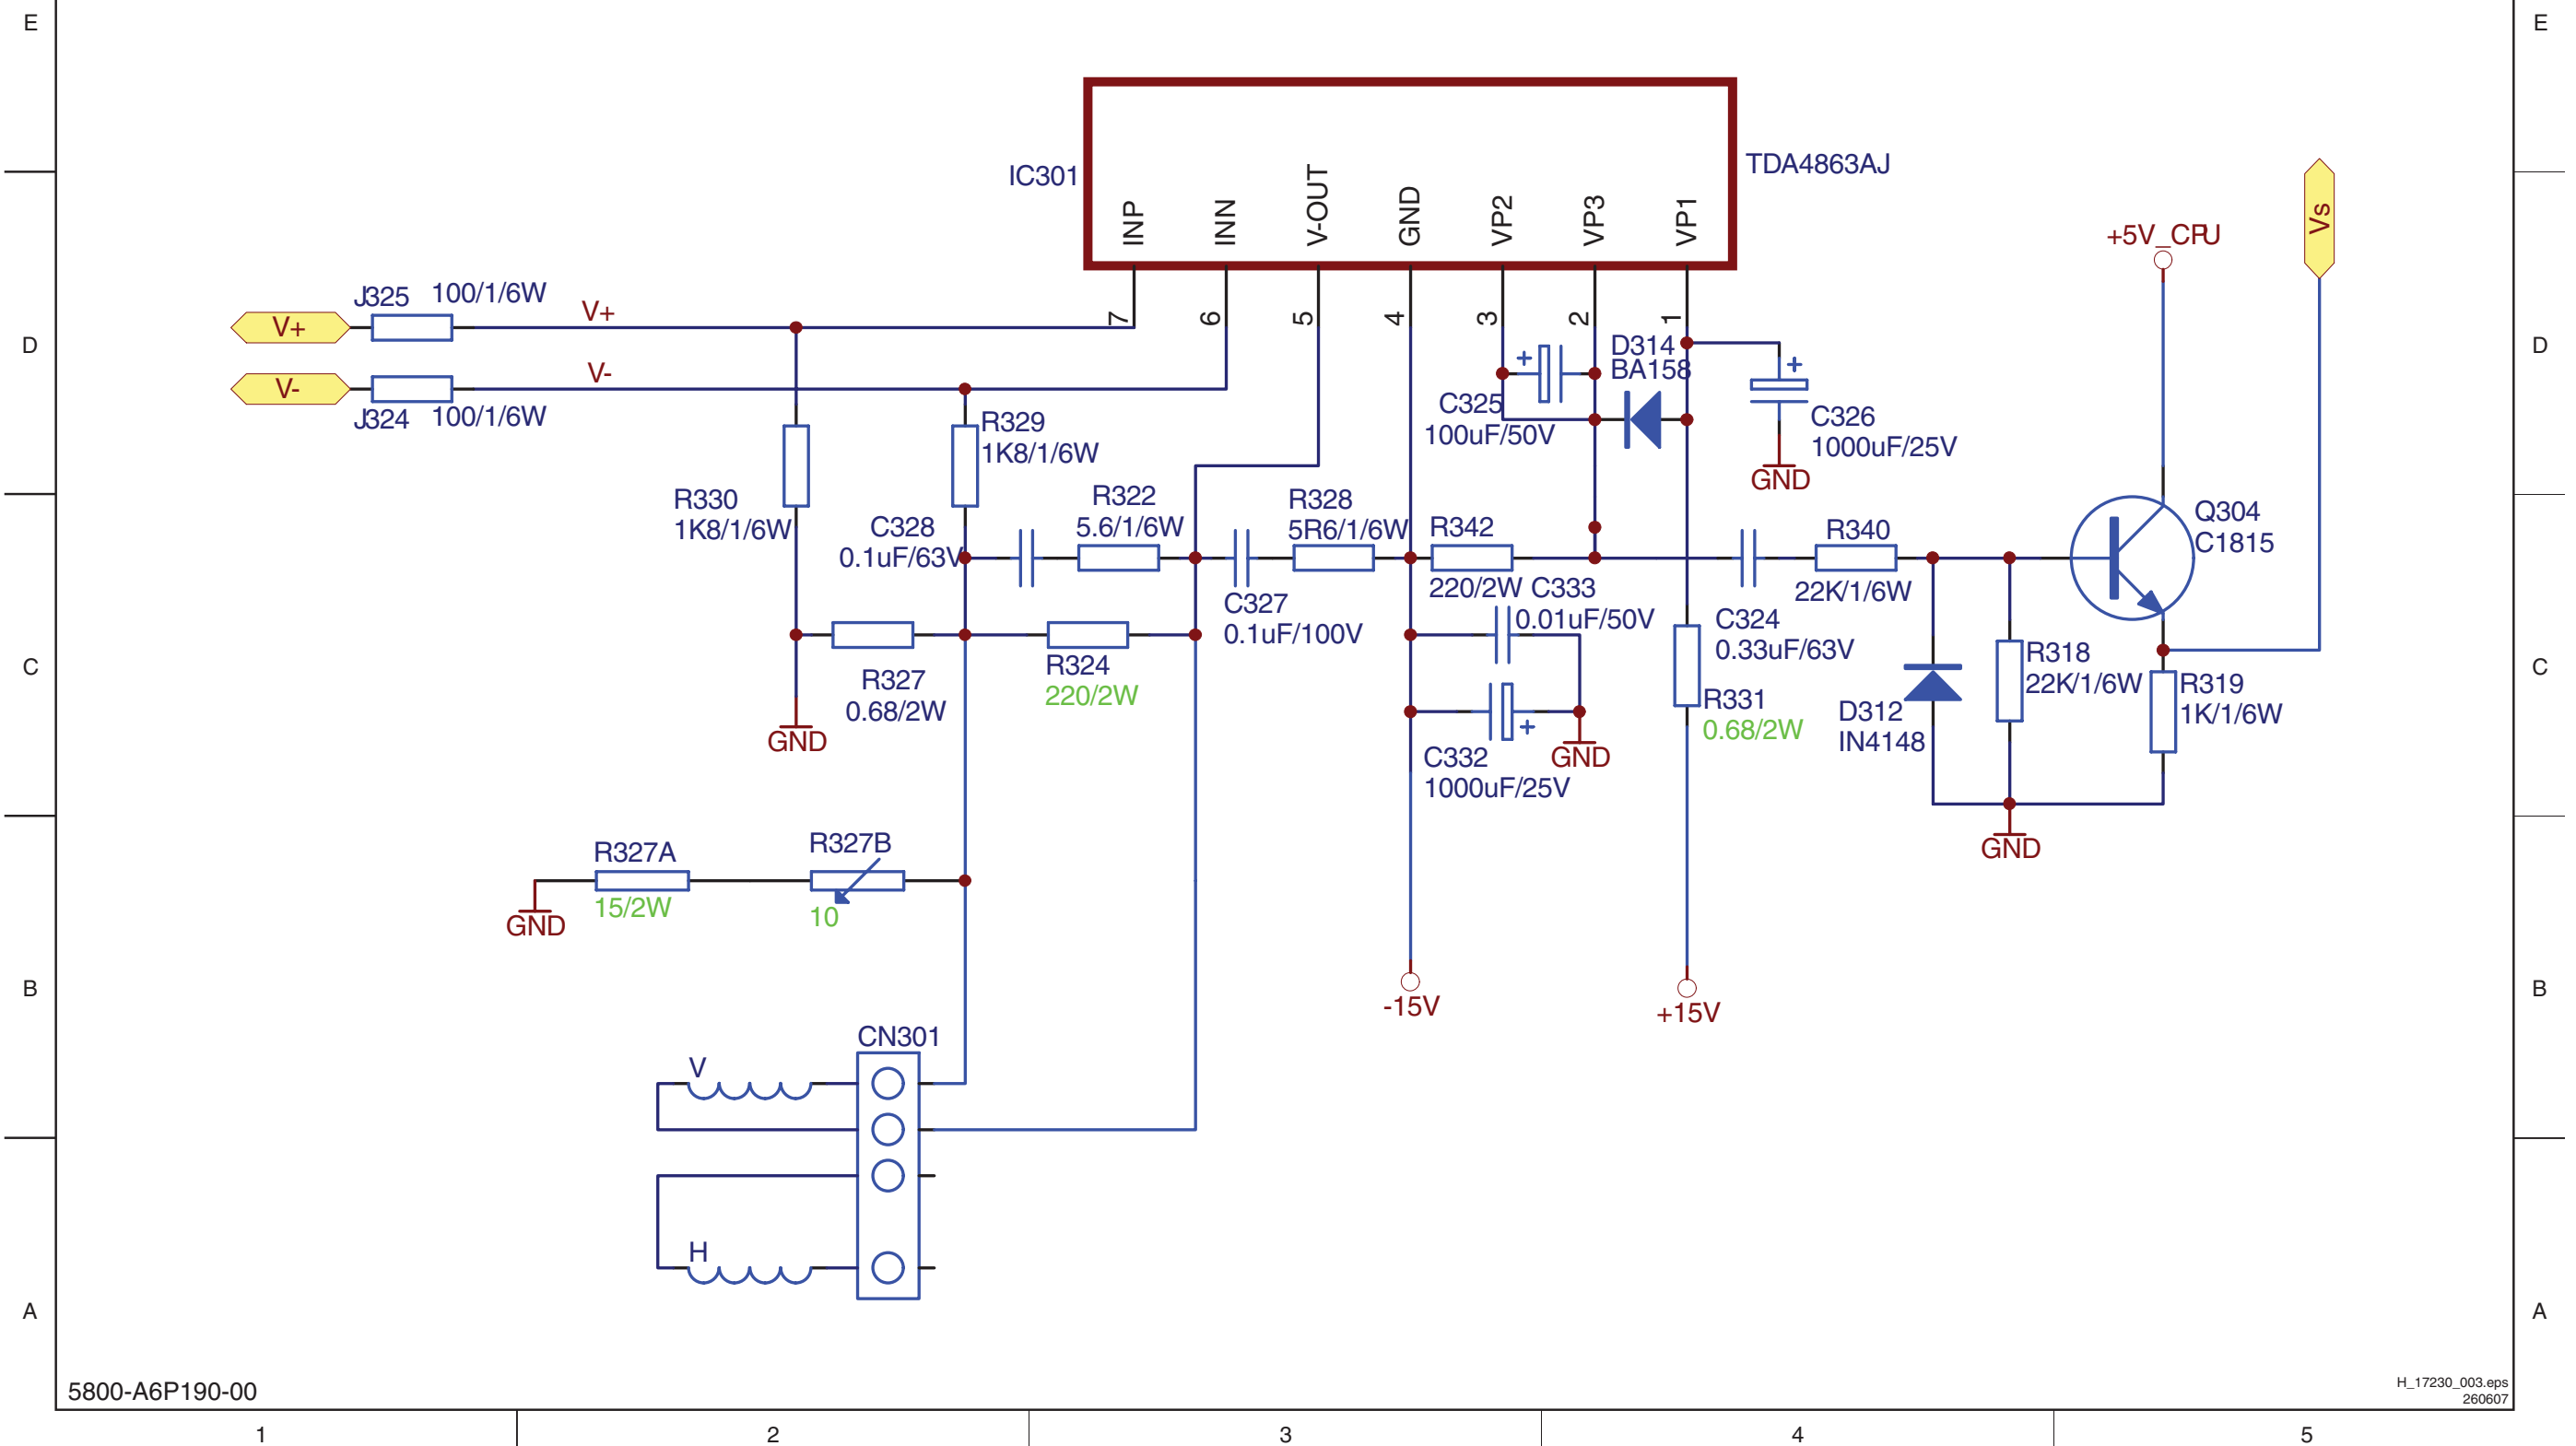 E
E
IC301
TDA4863AJ
INP
INN
V-OUT
GND
VP2
VP3
VP1
Vs
+5V_CPU
J325
100/1/6W
V+
V+
7
6
5
4
3
2
1
D
D
V-
V-
J324
100/1/6W
D314
BA158
+
+
C325
100uF/50V
C326
1000uF/25V
GND
R329
1K8/1/6W
R330
1K8/1/6W
C328
0.1uF/63V
R322
5.6/1/6W
R328
5R6/1/6W
R342
220/2W
R340
22K/1/6W
Q304
C1815
C327
0.1uF/100V
C333
0.01uF/50V
C324
0.33uF/63V
C
C
R327
0.68/2W
R324
220/2W
R331
0.68/2W
R318
22K/1/6W
R319
1K/1/6W
D312
IN4148
GND
+
GND
C332
1000uF/25V
GND
R327A
15/2W
R327B
10
GND
B
B
-15V
+15V
CN301
V
H
A
A
5800-A6P190-00
H_17230_003.eps
260607
1
2
3
4
5